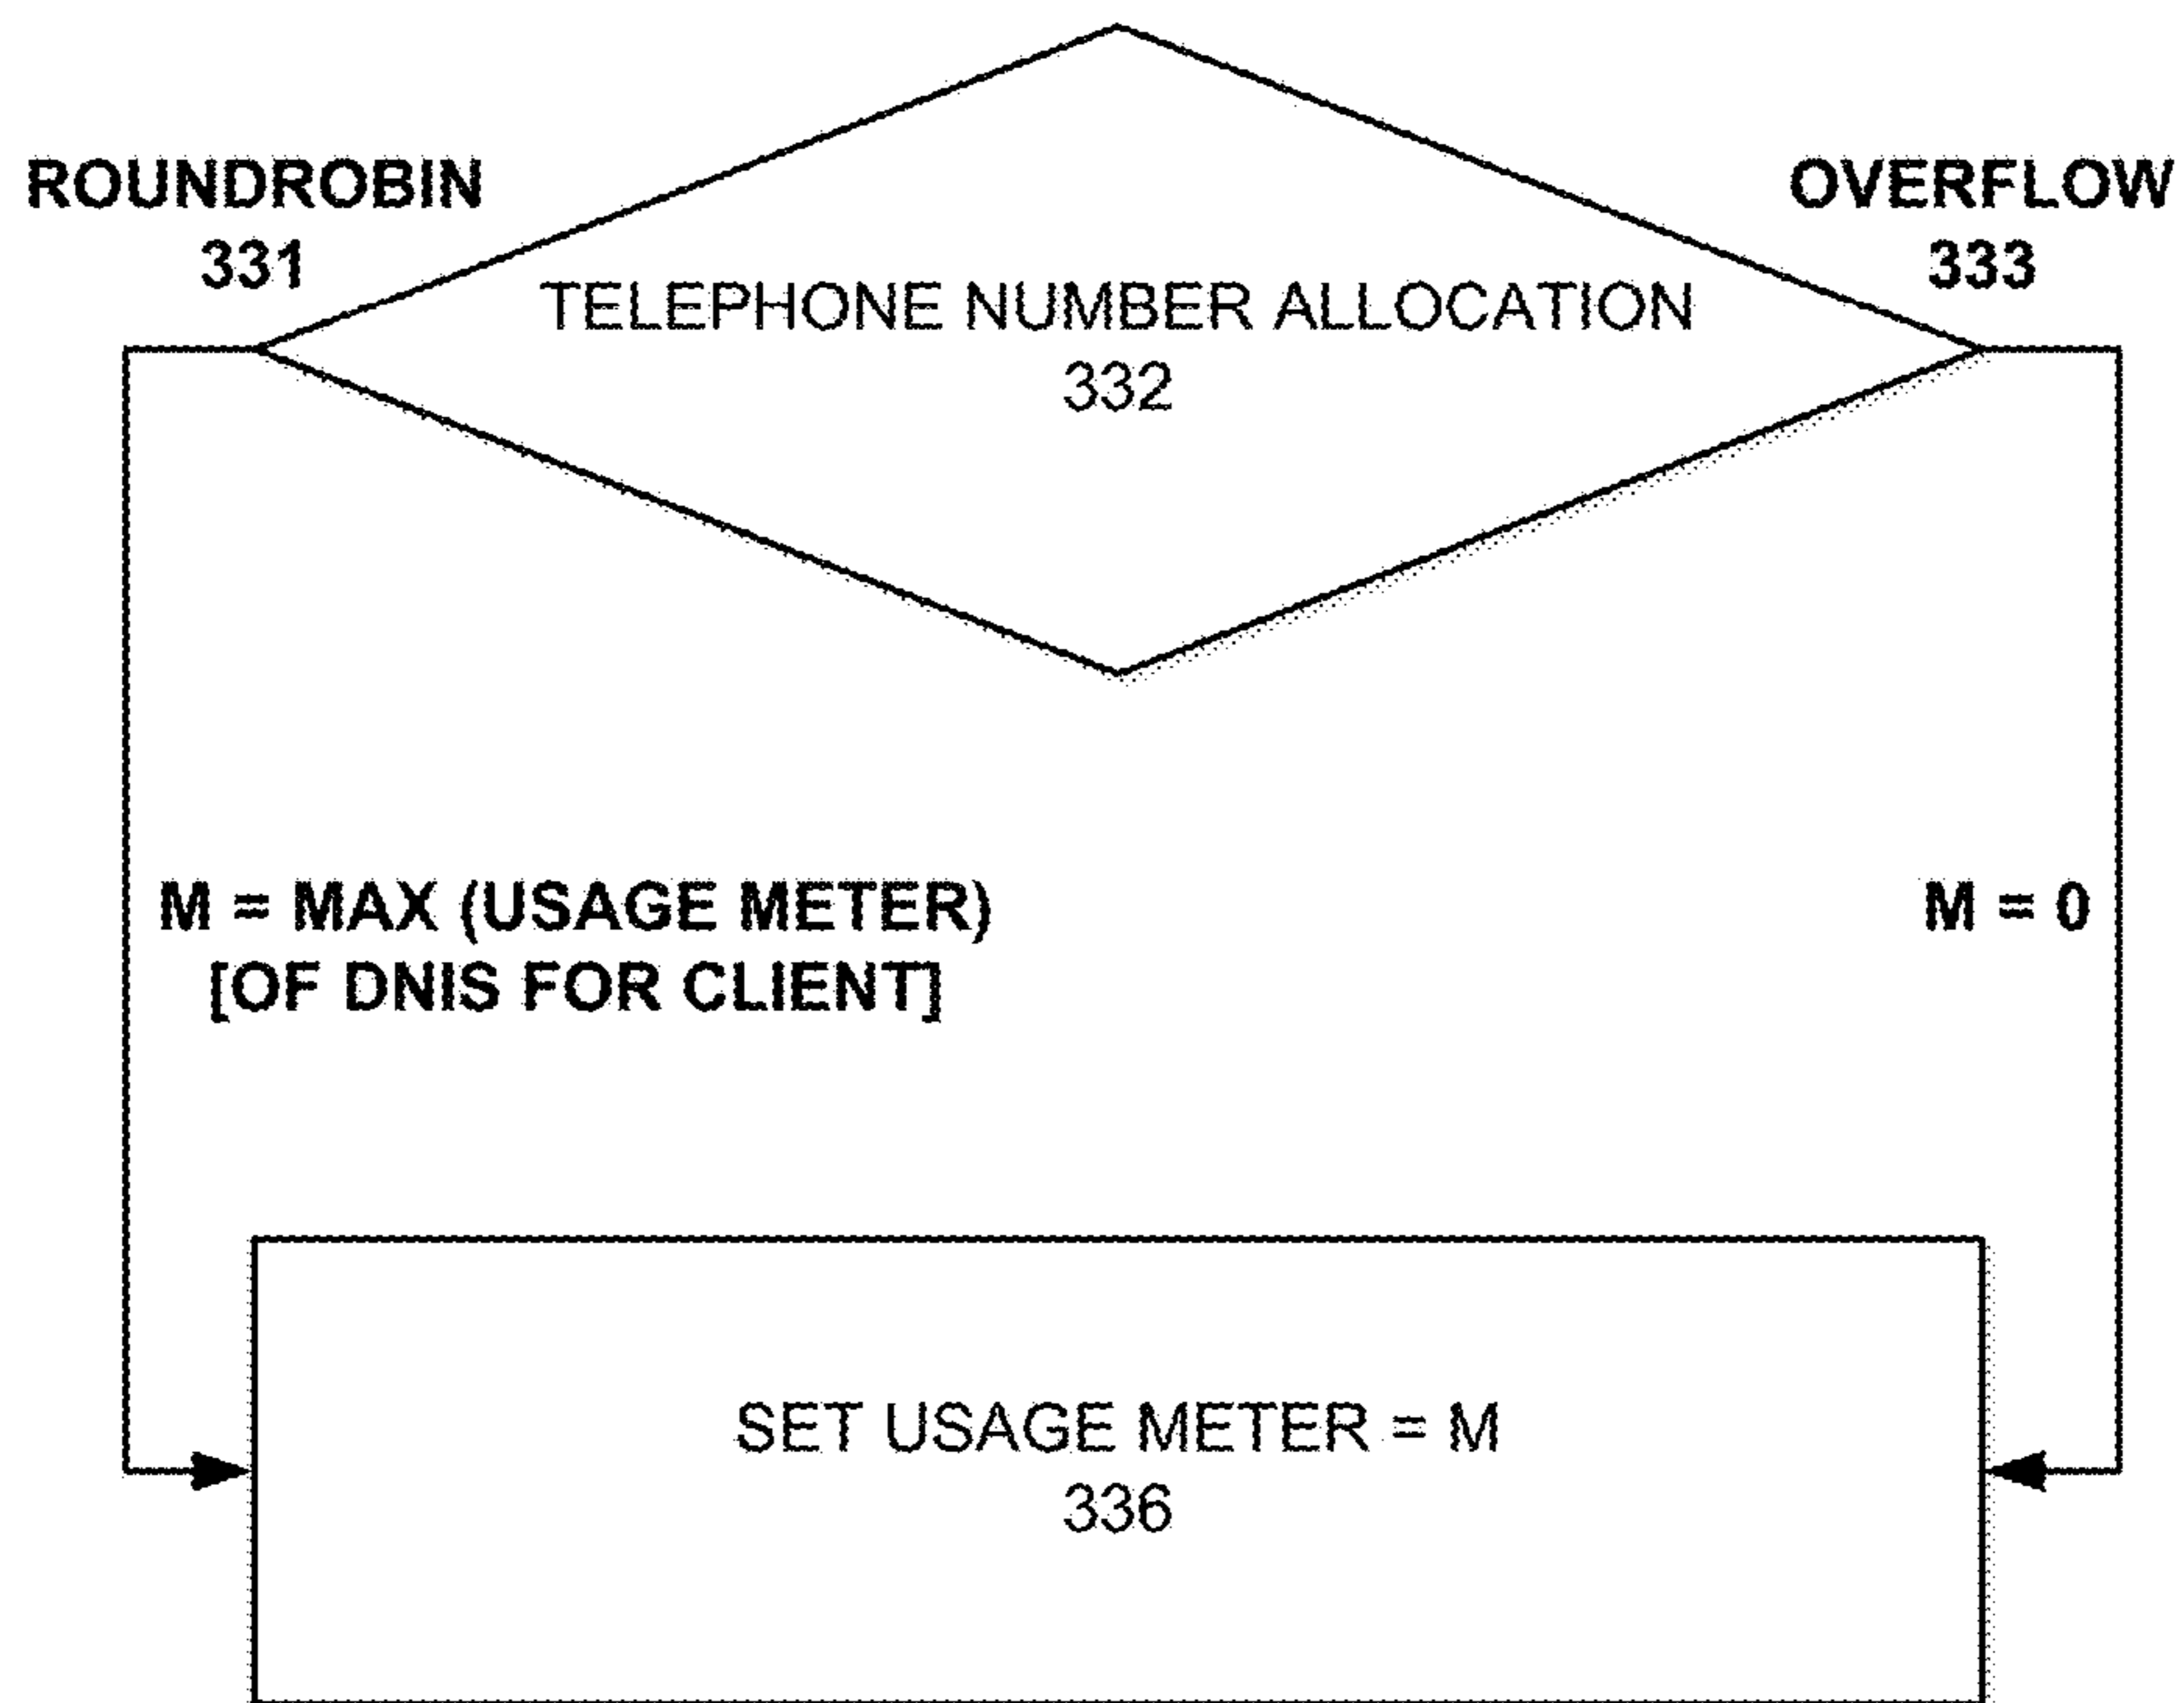 ROUNDROBIN
331
OVERFLOW
333
TELEPHONE NUMBER ALLOCATION
332
M = MAX (USAGE METER)
[OF DNIS FOR CLIENT]
M = 0
SET USAGE METER = M
336